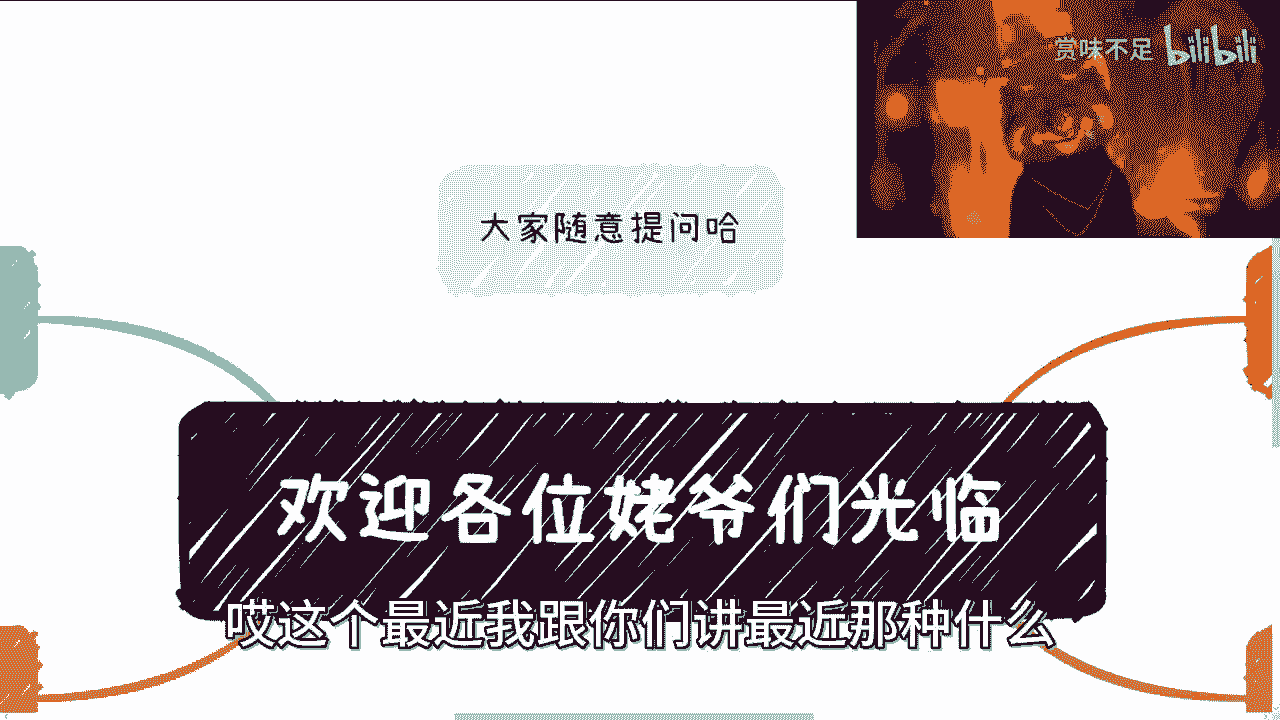 赏味不足 bilibili
大家随意提问哈
欢迎各位姥爷们光临
哎这个最近我跟你们讲最近那种什么